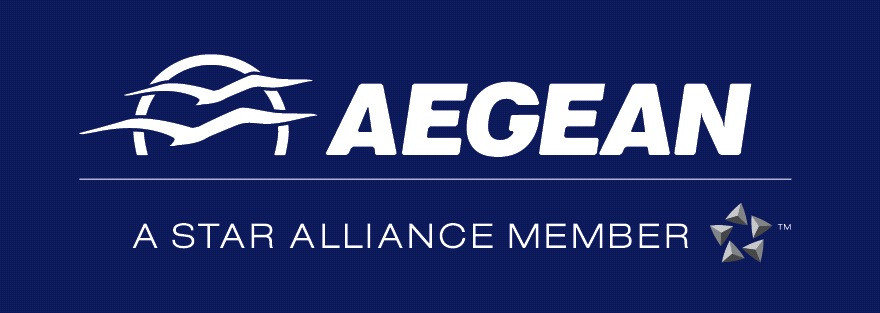 AEGEAN
A STAR ALLIANCE MEMBER ™